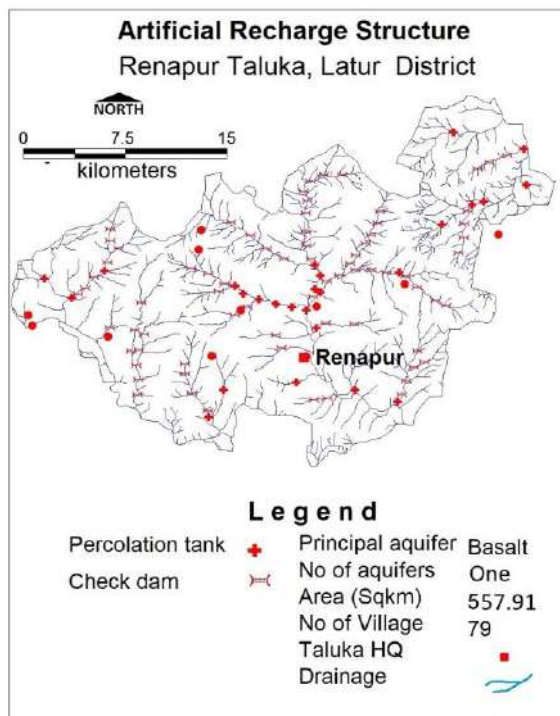 Artificial Recharge Structure
Renapur Taluka, Latur District
NORTH
0 7.5 15
kilometers
Renapur
Legend
Percolation tank
Check dam
Principal aquifer Basalt
No of aquifers One
Area (Sqkm) 557.91
No of Village 79
Taluka HQ
Drainage